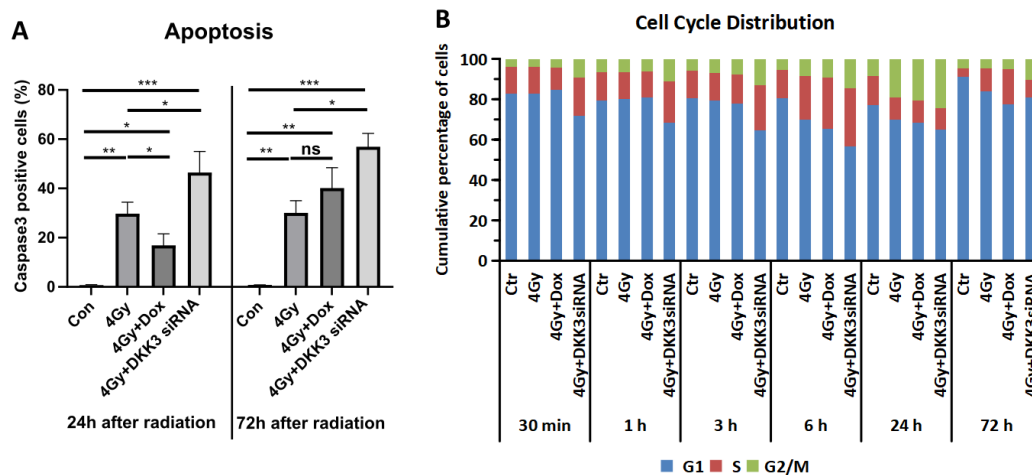 A
Apoptosis
Caspase3 positive cells (%)
80
60
40
20
0
***
*
*
** *
***
*
**
** ns
Con
4Gy
4Gy+Dox
4Gy+DKK3 siRNA
Con
4Gy
4Gy+Dox
4Gy+DKK3 siRNA
24h after radiation
72h after radiation
B
Cell Cycle Distribution
Cumulative percentage of cells
100
80
60
40
20
0
Ctr
4Gy
4Gy+Dox
4Gy+DKK3siRNA
Ctr
4Gy
4Gy+Dox
4Gy+DKK3siRNA
Ctr
4Gy
4Gy+Dox
4Gy+DKK3siRNA
Ctr
4Gy
4Gy+Dox
4Gy+DKK3siRNA
Ctr
4Gy
4Gy+Dox
4Gy+DKK3siRNA
Ctr
4Gy
4Gy+Dox
4Gy+DKK3siRNA
30 min
1 h
3 h
6 h
24 h
72 h
G1 S G2/M